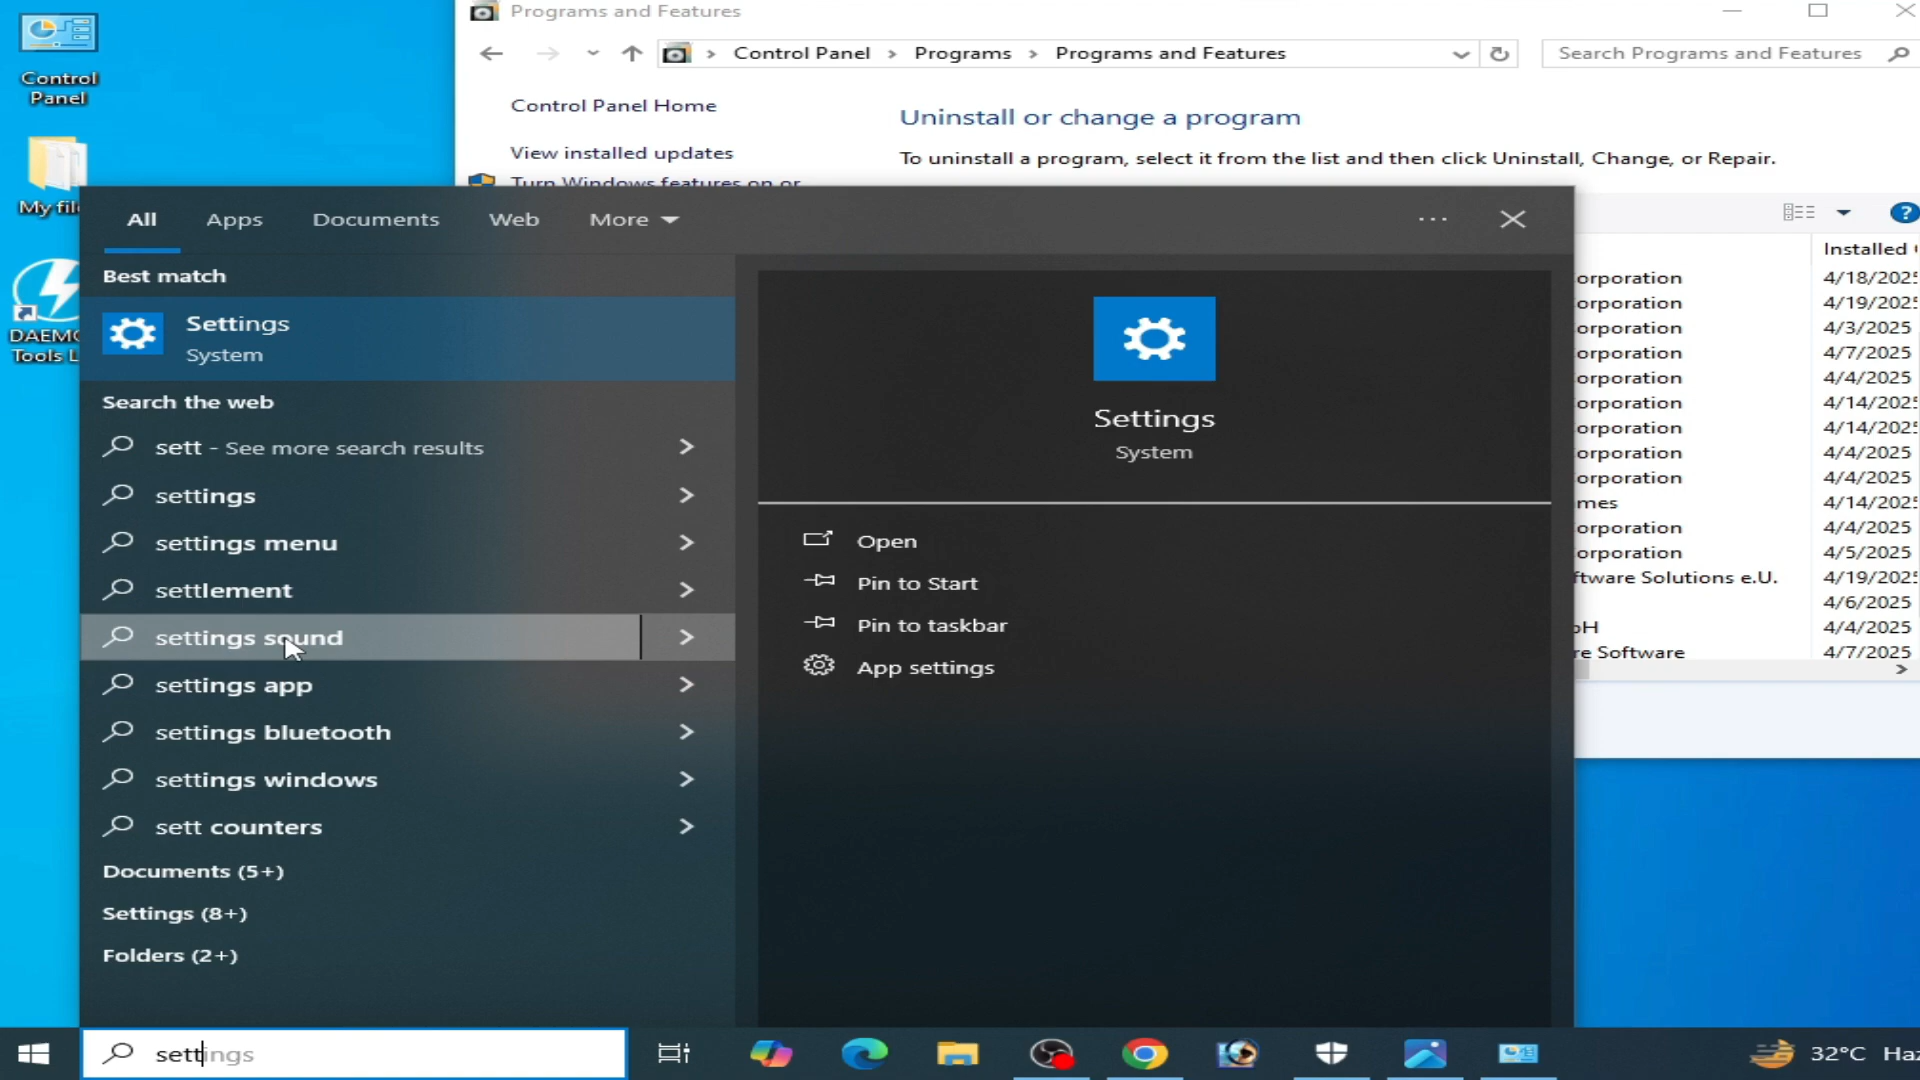 Control
Panel
My fil
DAEMO
Tools L
Programs and Features
Control Panel
Programs
Programs and Features
Search Programs and Features
Control Panel Home
View installed updates
Turn Windows features on or
Uninstall or change a program
To uninstall a program, select it from the list and then click Uninstall, Change, or Repair.
All
Apps
Documents
Web
More
...
Best match
Settings
System
Search the web
sett - See more search results
settings
settings menu
settlement
settings sound
settings app
settings bluetooth
settings windows
sett counters
Documents (5+)
Settings (8+)
Folders (2+)
Settings
System
Open
Pin to Start
Pin to taskbar
App settings
?
Installed
orporation 4/18/2025
orporation 4/19/202
orporation 4/3/2025
orporation 4/7/2025
orporation 4/4/2025
orporation 4/14/202
orporation 4/14/202
orporation 4/4/2025
orporation 4/4/2025
mes 4/14/202
orporation 4/4/2025
orporation 4/5/2025
ftware Solutions e.U. 4/19/202
4/6/2025
bH 4/4/2025
re Software 4/7/2025
settings
32°C Haz